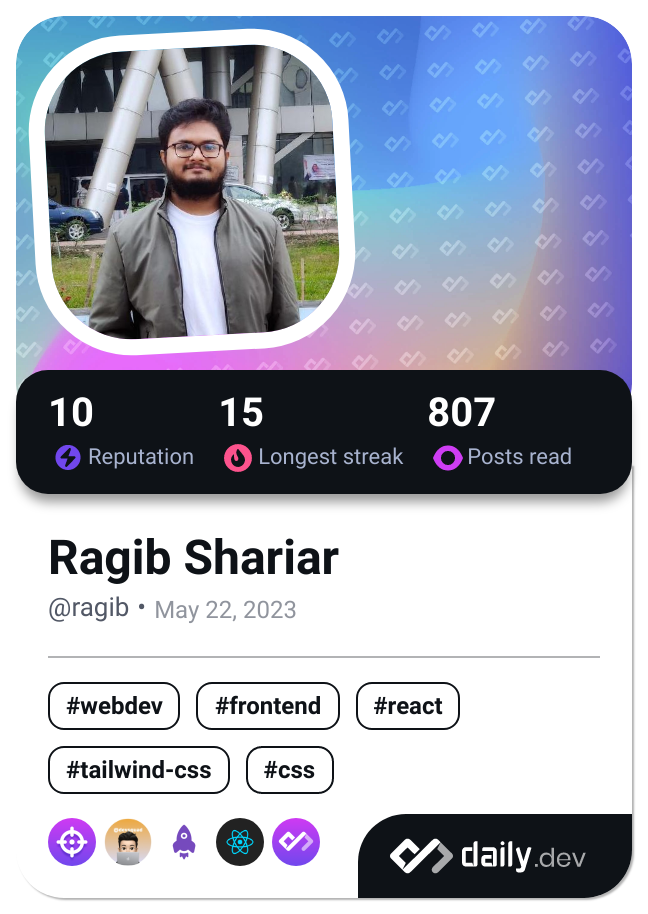 10 15 807
Reputation Longest streak Posts read
Ragib Shariar
@ragib • May 22, 2023
#webdev #frontend #react
#tailwind-css #css
daily.dev